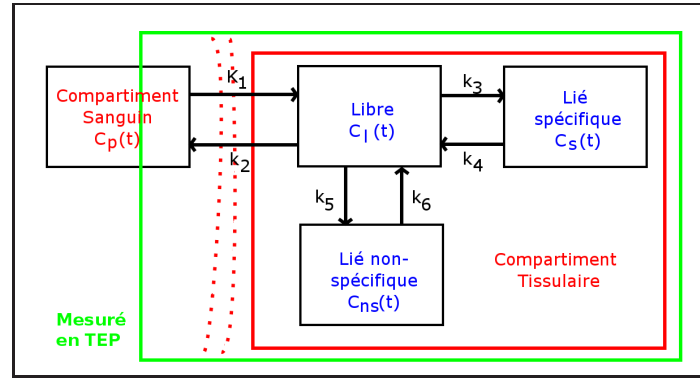 Compartiment
Sanguin
Cp(t)
K1
k2
Libre
Cl(t)
k3
k4
Lié
spécifique
Cs(t)
k5
k6
Lié non-
spécifique
Cns(t)
Compartiment
Tissulaire
Mesuré
en TEP